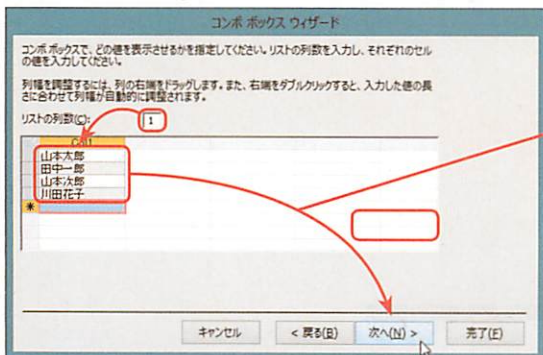 コンボ ボックス ウィザード
コンボ ボックスで、どの値を表示させるかを指定してください。リストの列数を入力し、それぞれのセル
の値を入力してください。
列幅を調整するには、列の右端をドラッグします。また、右端をダブルクリックすると、入力した値の長
さに合わせて列幅が自動的に調整されます。
リストの列数(C): 1
Col1
山本太郎
田中一郎
山本次郎
川田花子
キャンセル < 戻る(B) 次へ(N) > 完了(F)